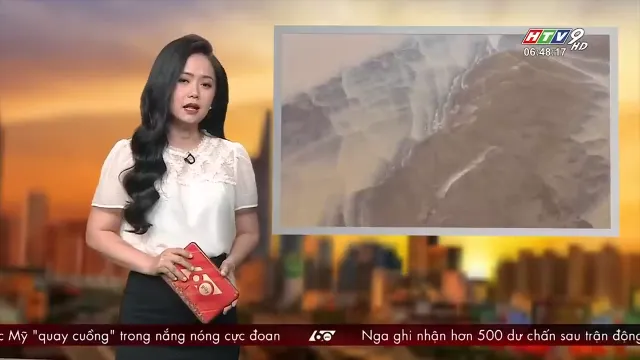 HTV9 HD
06:48:17
c Mỹ "quay cuồng" trong nắng nóng cực đoan
60
Nga ghi nhận hơn 500 dư chấn sau trận động